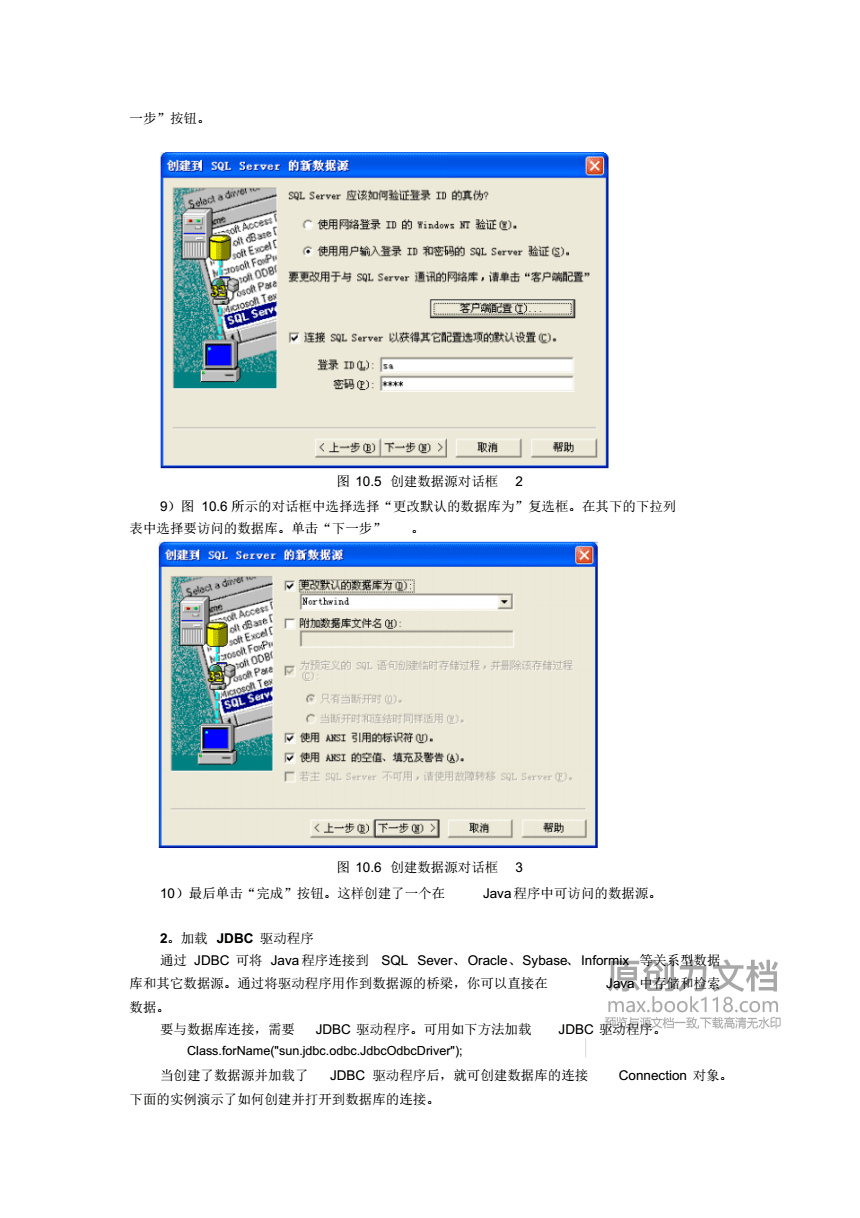 一步”按钮。
创建到 SQL Server 的新数据源
Select a driver
SQL Server 应该如何验证登录 ID 的真伪?
使用网络登录 ID 的 Windows NT 验证(W)。
使用用户输入登录 ID 和密码的 SQL Server 验证(S)。
要更改用于与 SQL Server 通讯的网络库，请单击“客户端配置”
客户端配置(T)...
连接 SQL Server 以获得其它配置选项的默认设置(C)。
登录 ID(L): sa
密码(P): ****
< 上一步(B) 下一步(N) > 取消 帮助
图 10.5 创建数据源对话框 2
9）图 10.6 所示的对话框中选择选择“更改默认的数据库为”复选框。在其下的下拉列
表中选择要访问的数据库。单击“下一步” 。
创建到 SQL Server 的新数据源
Select a driver
更改默认的数据库为(D):
Northwind
附加数据库文件名(H):
为预定义的 SQL 语句创建临时存储过程，并删除该存储过程
(C):
只有当断开时(O)。
当断开时和连结时同样适用(Y)。
使用 ANSI 引用的标识符(U)。
使用 ANSI 的空值、填充及警告(A)。
若主 SQL Server 不可用，请使用故障转移 SQL Server(F)。
< 上一步(B) 下一步(N) > 取消 帮助
图 10.6 创建数据源对话框 3
10）最后单击“完成”按钮。这样创建了一个在 Java 程序中可访问的数据源。
2。加载 JDBC 驱动程序
通过 JDBC 可将 Java 程序连接到 SQL Sever、Oracle、Sybase、Informix 等关系型数据
库和其它数据源。通过将驱动程序用作到数据源的桥梁，你可以直接在 Java 中存储和检索
数据。
原创力文档
max.book118.com
预览与源文档一致,下载高清无水印
要与数据库连接，需要 JDBC 驱动程序。可用如下方法加载 JDBC 驱动程序。
Class.forName("sun.jdbc.odbc.JdbcOdbcDriver");
当创建了数据源并加载了 JDBC 驱动程序后，就可创建数据库的连接 Connection 对象。
下面的实例演示了如何创建并打开到数据库的连接。